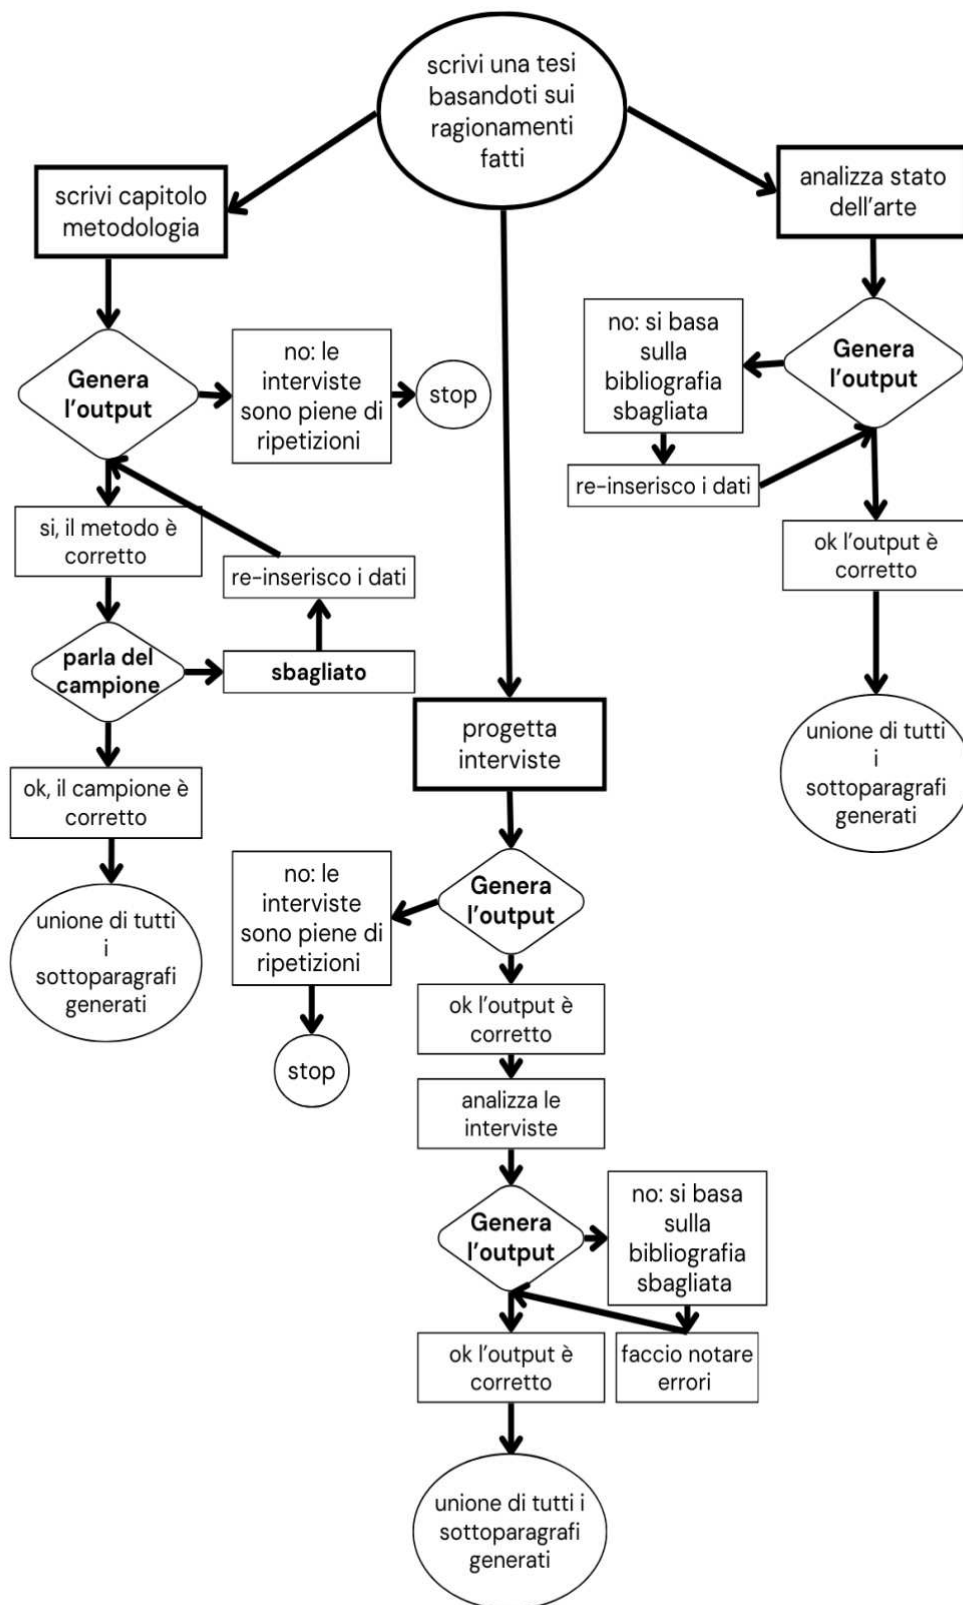 scrivi una tesi
basandoti sui
ragionamenti
fatti
scrivi capitolo
metodologia
analizza stato
dell'arte
Genera
l'output
no: le
interviste
sono piene di
ripetizioni
stop
no: si basa
sulla
bibliografia
sbagliata
Genera
l'output
re-inserisco i dati
si, il metodo è
corretto
re-inserisco i dati
ok l'output è
corretto
parla del
campione
sbagliato
progetta
interviste
unione di tutti
i
sottoparagrafi
generati
ok, il campione è
corretto
unione di tutti
i
sottoparagrafi
generati
no: le
interviste
sono piene di
ripetizioni
Genera
l'output
stop
ok l'output è
corretto
analizza le
interviste
Genera
l'output
no: si basa
sulla
bibliografia
sbagliata
ok l'output è
corretto
faccio notare
errori
unione di tutti i
sottoparagrafi
generati